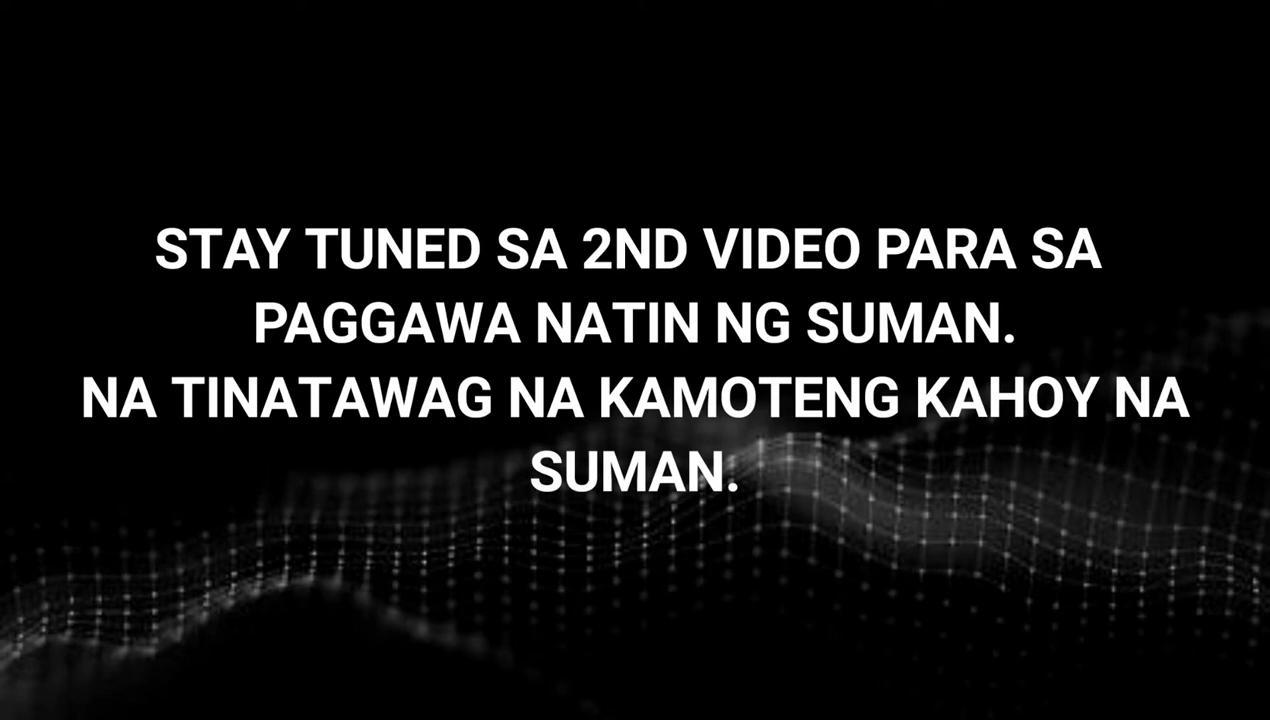 STAY TUNED SA 2ND VIDEO PARA SA
PAGGAWA NATIN NG SUMAN.
NA TINATAWAG NA KAMOTENG KAHOY NA
SUMAN.